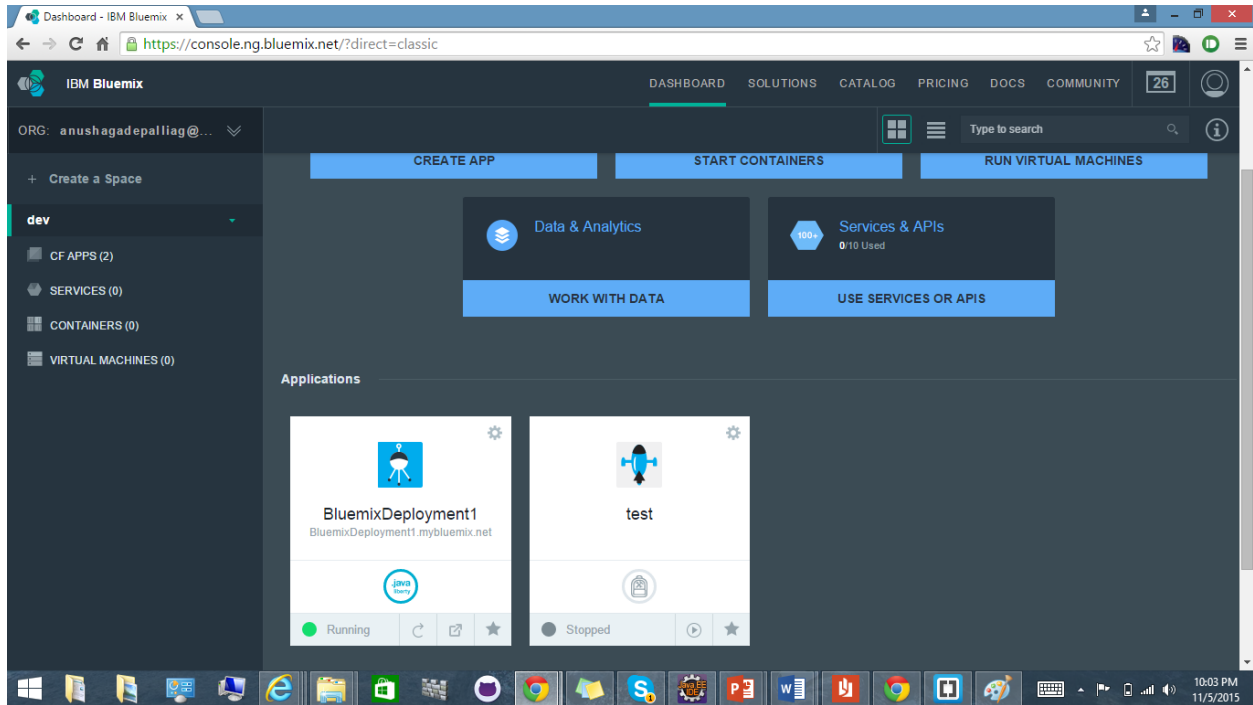 Dashboard - IBM Bluemix
https://console.ng.bluemix.net/?direct=classic
IBM Bluemix
DASHBOARD SOLUTIONS CATALOG PRICING DOCS COMMUNITY 26
ORG: anushagadepalliag@...
Type to search
CREATE APP START CONTAINERS RUN VIRTUAL MACHINES
+ Create a Space
dev
CF APPS (2)
SERVICES (0)
CONTAINERS (0)
VIRTUAL MACHINES (0)
Data & Analytics
WORK WITH DATA
100+
Services & APIs
0/10 Used
USE SERVICES OR APIS
Applications
BluemixDeployment1
BluemixDeployment1.mybluemix.net
java
liberty
Running
test
Stopped
Java EE
IDE
10:03 PM
11/5/2015